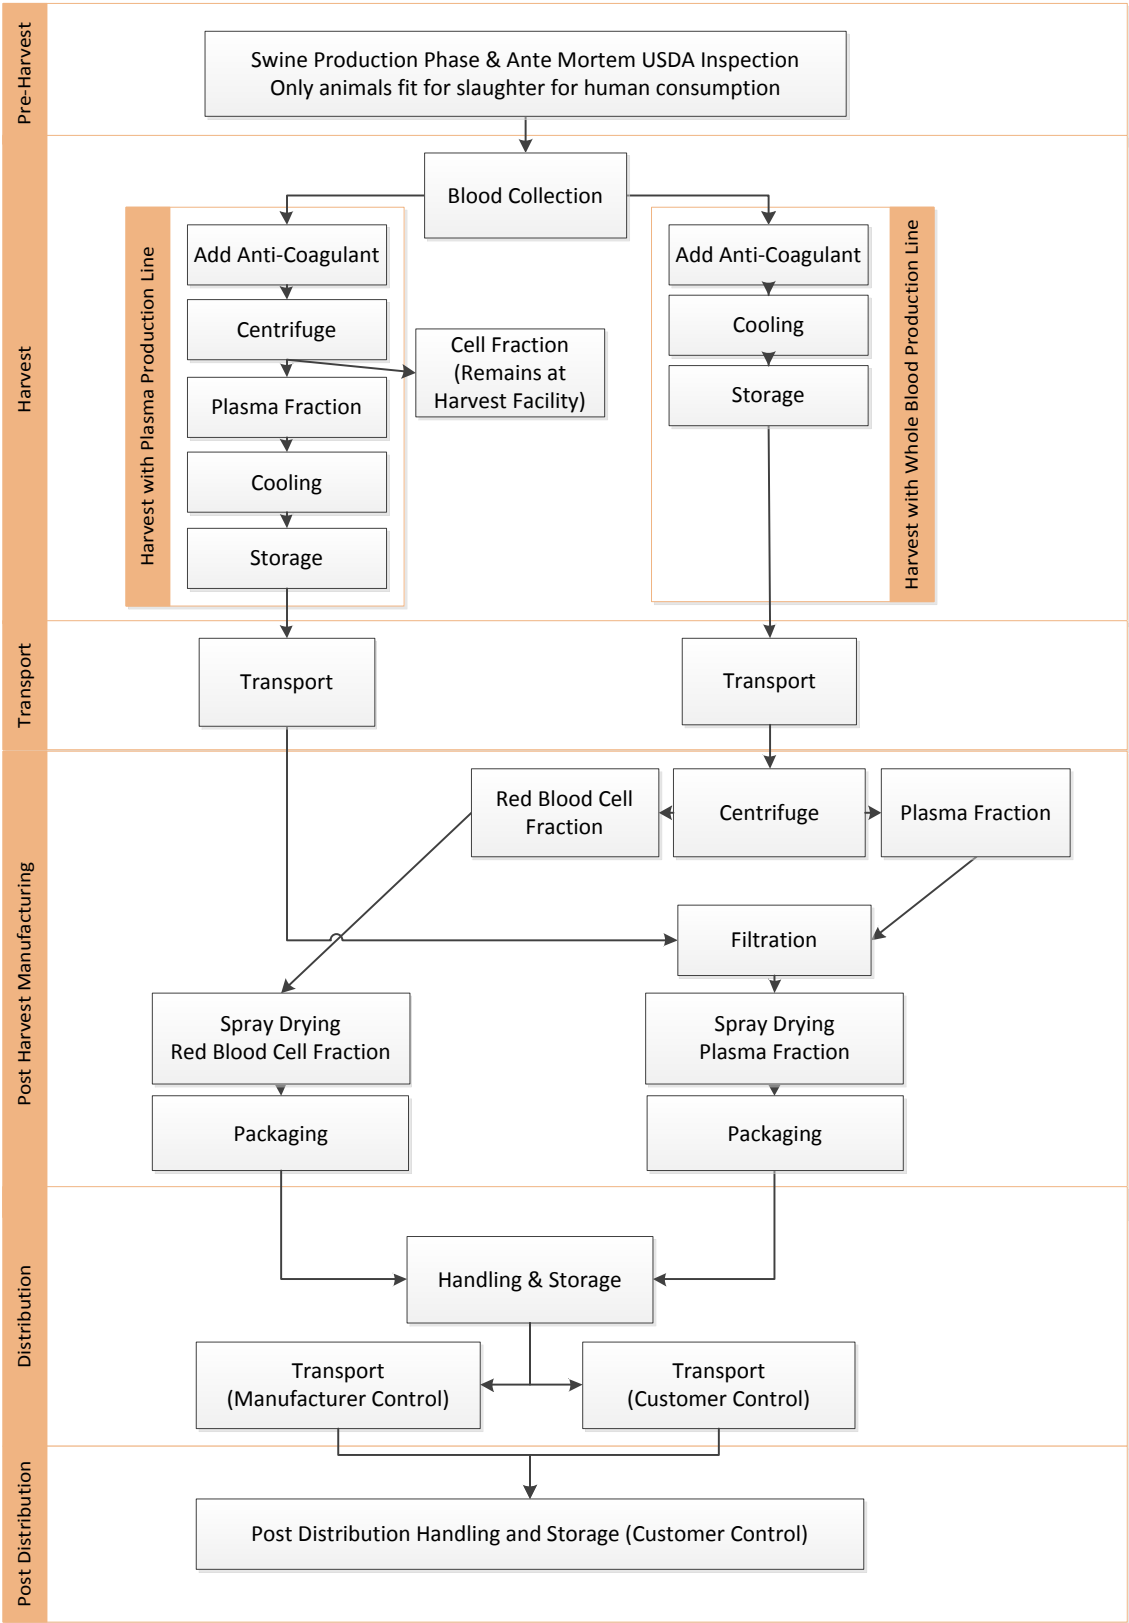 Pre-Harvest
Swine Production Phase & Ante Mortem USDA Inspection
Only animals fit for slaughter for human consumption
Harvest
Blood Collection
Harvest with Plasma Production Line
Add Anti-Coagulant
Centrifuge
Cell Fraction
(Remains at
Harvest Facility)
Plasma Fraction
Cooling
Storage
Add Anti-Coagulant
Cooling
Storage
Harvest with Whole Blood Production Line
Transport
Transport
Transport
Post Harvest Manufacturing
Red Blood Cell
Fraction
Centrifuge
Plasma Fraction
Filtration
Spray Drying
Red Blood Cell Fraction
Spray Drying
Plasma Fraction
Packaging
Packaging
Distribution
Handling & Storage
Transport
(Manufacturer Control)
Transport
(Customer Control)
Post Distribution
Post Distribution Handling and Storage (Customer Control)